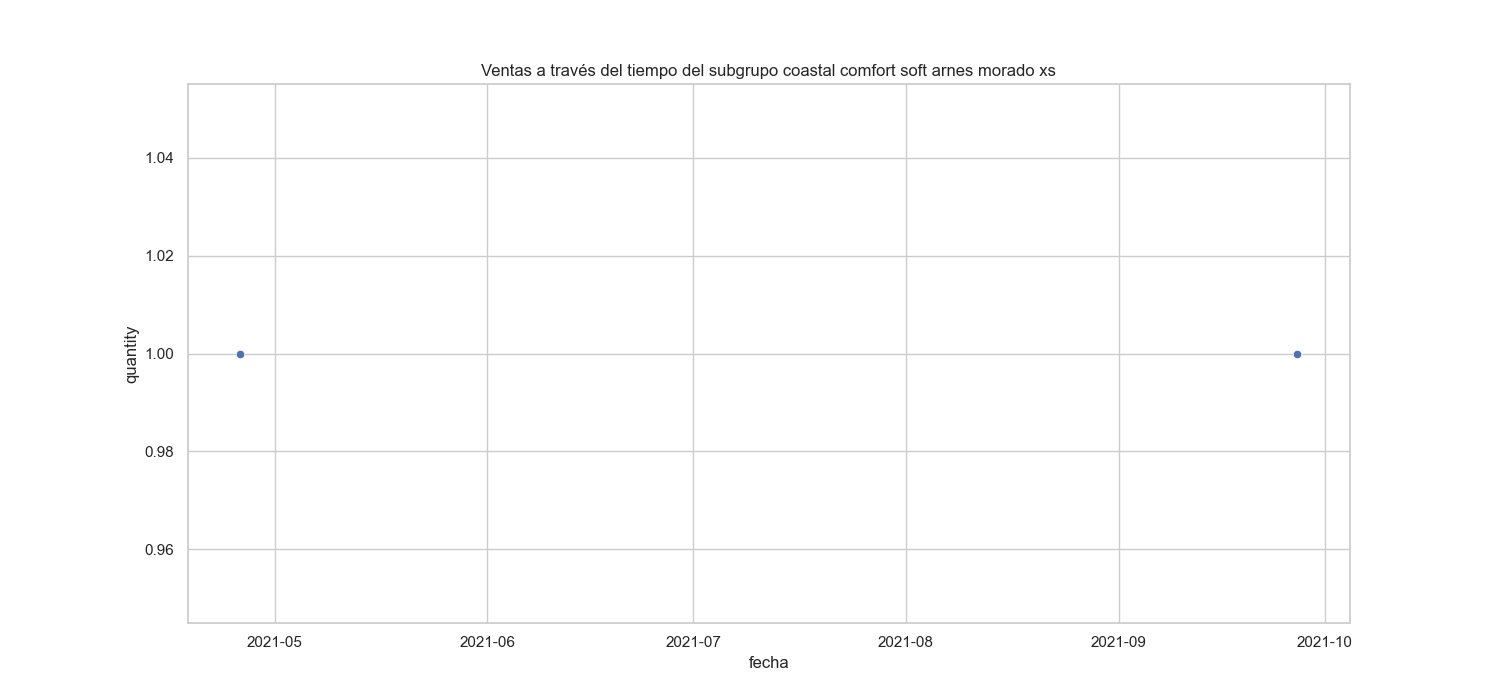 Ventas a través del tiempo del subgrupo coastal comfort soft arnes morado xs
1.04
1.02
1.00
0.98
0.96
quantity
2021-05 2021-06 2021-07 2021-08 2021-09 2021-10
fecha